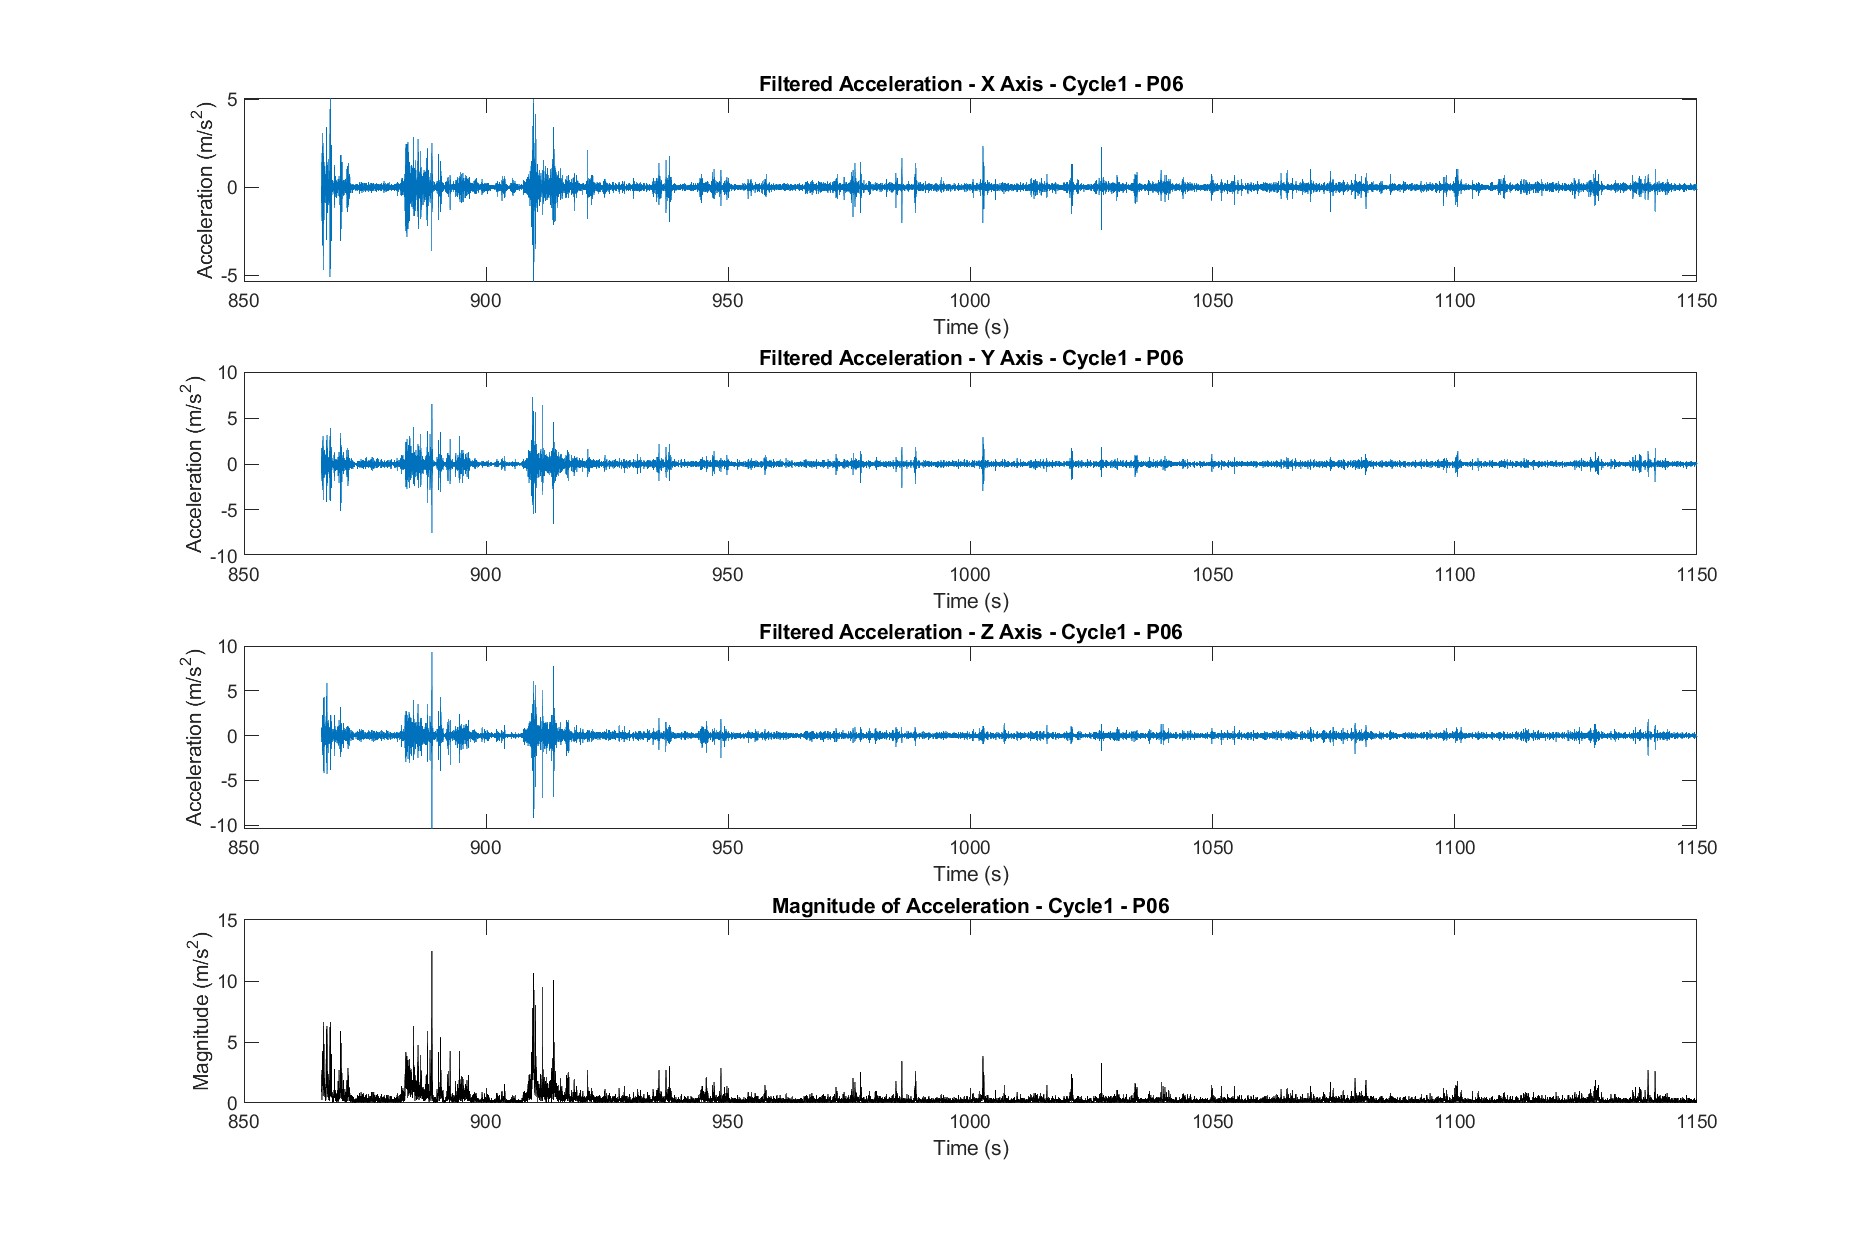 Filtered Acceleration - X Axis - Cycle1 - P06
Acceleration (m/s²)
5
0
-5
850 900 950 1000 1050 1100 1150
Time (s)
Filtered Acceleration - Y Axis - Cycle1 - P06
Acceleration (m/s²)
10
5
0
-5
-10
850 900 950 1000 1050 1100 1150
Time (s)
Filtered Acceleration - Z Axis - Cycle1 - P06
Acceleration (m/s²)
10
5
0
-5
-10
850 900 950 1000 1050 1100 1150
Time (s)
Magnitude of Acceleration - Cycle1 - P06
Magnitude (m/s²)
15
10
5
0
850 900 950 1000 1050 1100 1150
Time (s)